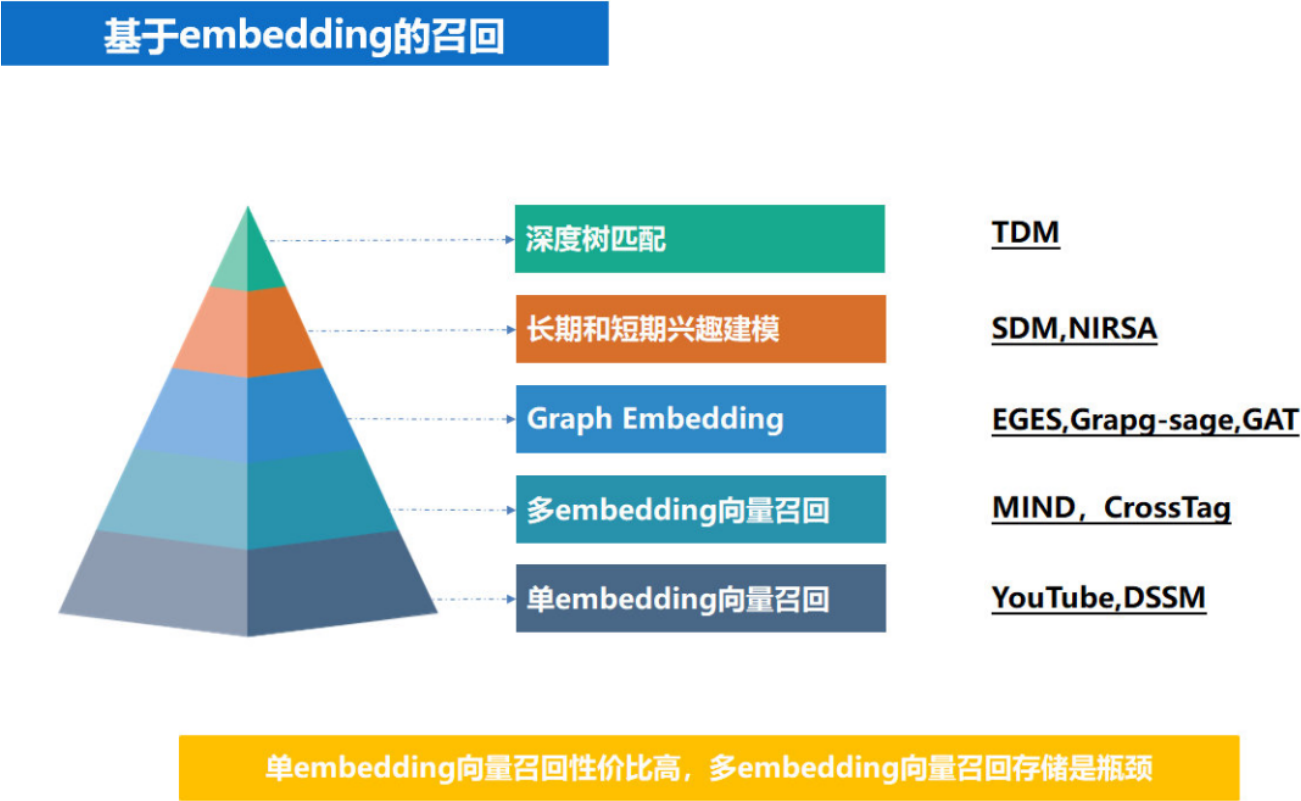 基于embedding的召回
深度树匹配
TDM
长期和短期兴趣建模
SDM,NIRSA
Graph Embedding
EGES,Grapg-sage,GAT
多embedding向量召回
MIND，CrossTag
单embedding向量召回
YouTube,DSSM
单embedding向量召回性价比高，多embedding向量召回存储是瓶颈